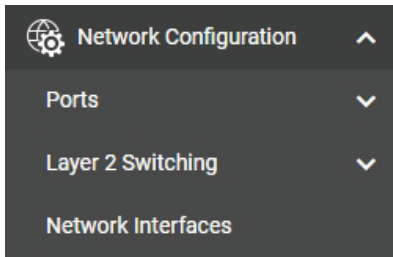 Network Configuration
Ports
Layer 2 Switching
Network Interfaces